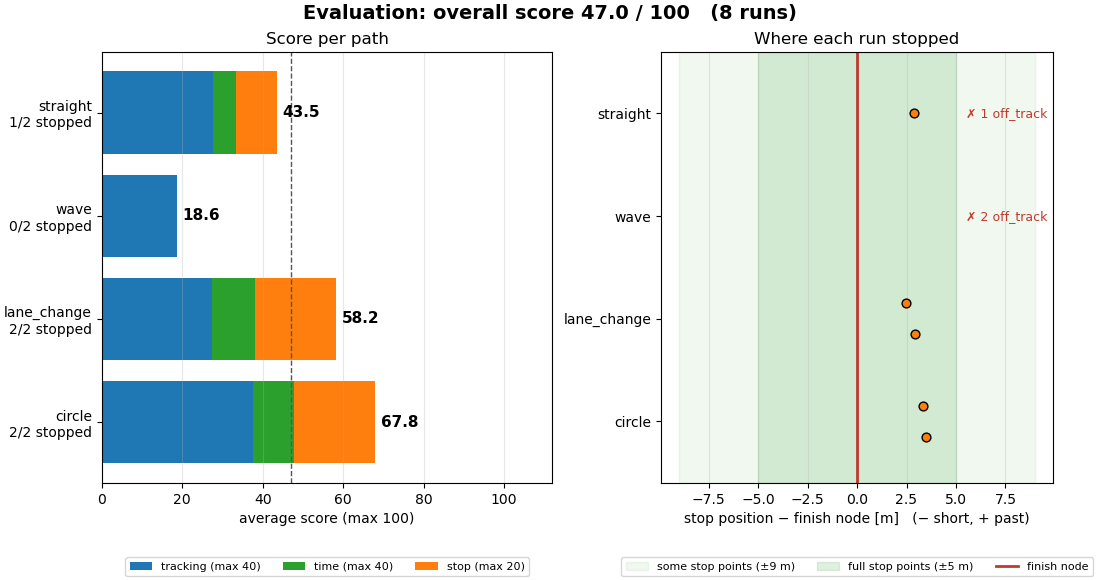 Evaluation: overall score 47.0 / 100   (8 runs)
Score per path
straight
1/2 stopped
43.5
wave
0/2 stopped
18.6
lane_change
2/2 stopped
58.2
circle
2/2 stopped
67.8
0 20 40 60 80 100
average score (max 100)
tracking (max 40) time (max 40) stop (max 20)
Where each run stopped
straight
✗ 1 off_track
wave
✗ 2 off_track
lane_change
circle
−7.5 −5.0 −2.5 0.0 2.5 5.0 7.5
stop position − finish node [m]   (− short, + past)
some stop points (±9 m) full stop points (±5 m) finish node